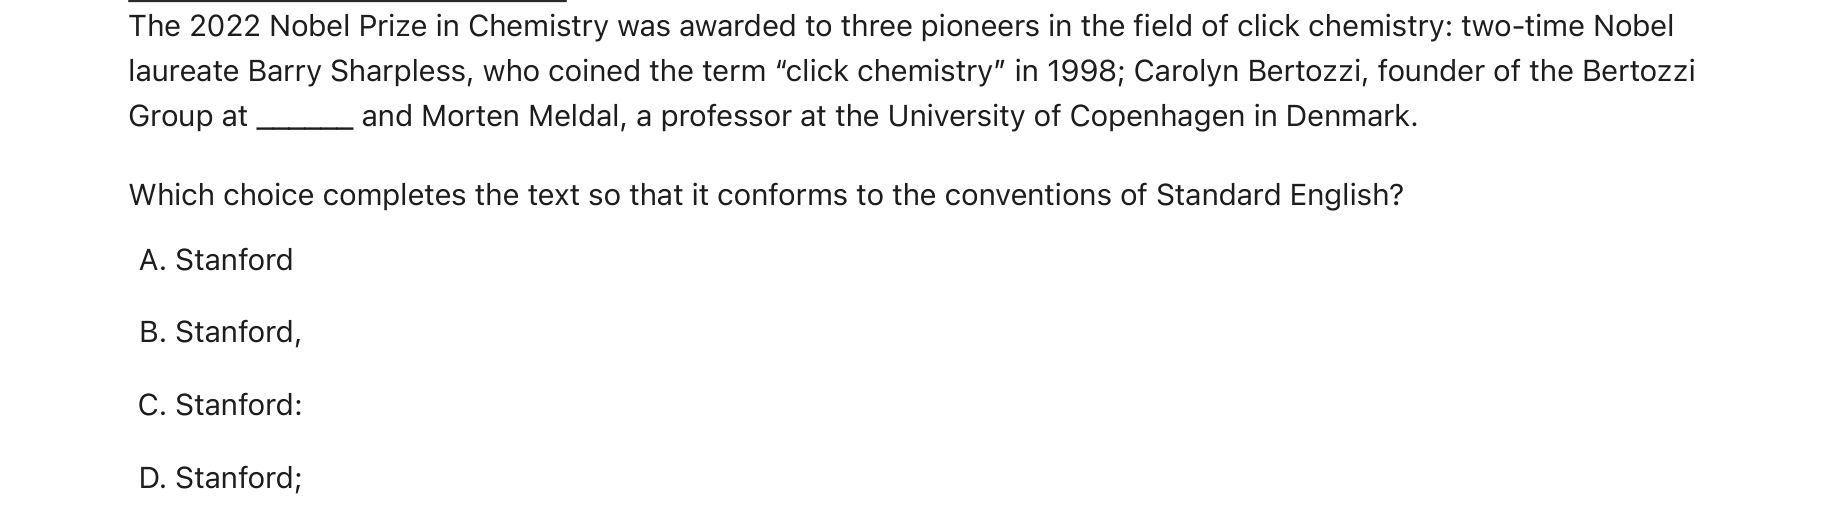 The 2022 Nobel Prize in Chemistry was awarded to three pioneers in the field of click chemistry: two-time Nobel
laureate Barry Sharpless, who coined the term “click chemistry” in 1998; Carolyn Bertozzi, founder of the Bertozzi
Group at ______ and Morten Meldal, a professor at the University of Copenhagen in Denmark.
Which choice completes the text so that it conforms to the conventions of Standard English?
A. Stanford
B. Stanford,
C. Stanford:
D. Stanford;